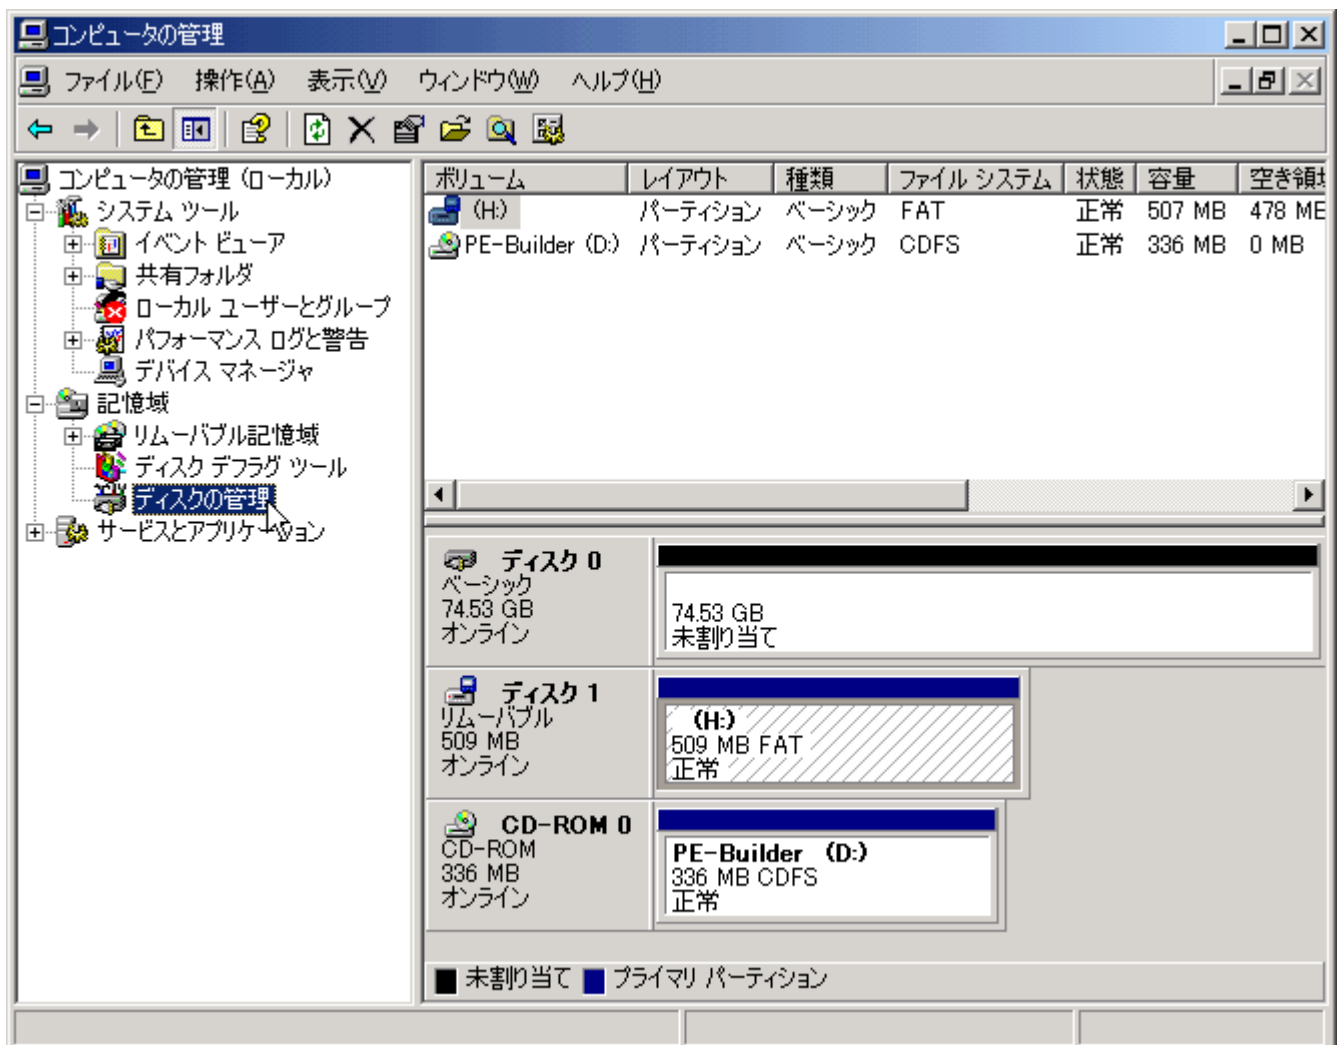 コンピュータの管理
ファイル(F) 操作(A) 表示(V) ウィンドウ(W) ヘルプ(H)
コンピュータの管理 (ローカル)
システム ツール
イベント ビューア
共有フォルダ
ローカル ユーザーとグループ
パフォーマンス ログと警告
デバイス マネージャ
記憶域
リムーバブル記憶域
ディスク デフラグ ツール
ディスクの管理
サービスとアプリケーション
ボリューム レイアウト 種類 ファイル システム 状態 容量 空き領
(H:) パーティション ベーシック FAT 正常 507 MB 478 ME
PE-Builder (D:) パーティション ベーシック CDFS 正常 336 MB 0 MB
ディスク 0
ベーシック
74.53 GB
オンライン
74.53 GB
未割り当て
ディスク 1
リムーバブル
509 MB
オンライン
(H:)
509 MB FAT
正常
CD-ROM 0
CD-ROM
336 MB
オンライン
PE-Builder (D:)
336 MB CDFS
正常
未割り当て プライマリ パーティション